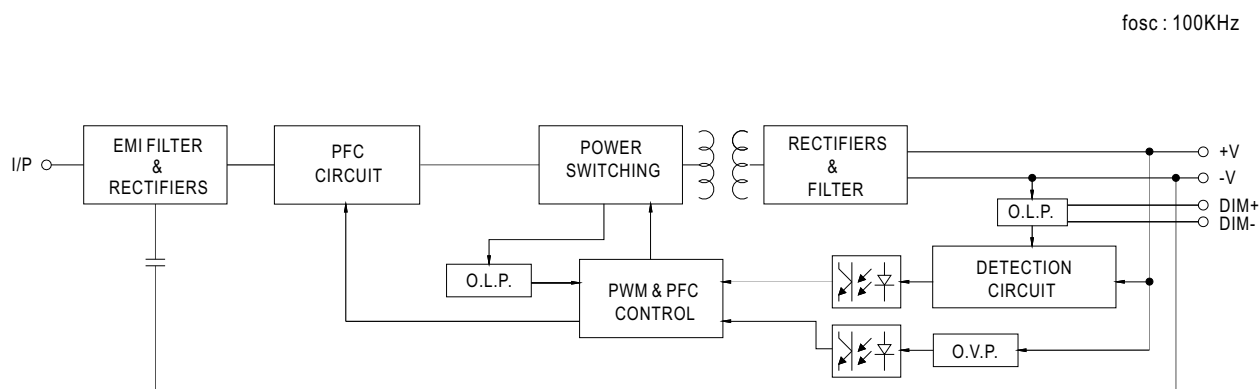 fosc : 100KHz
I/P
EMI FILTER
&
RECTIFIERS
PFC
CIRCUIT
POWER
SWITCHING
RECTIFIERS
&
FILTER
+V
-V
DIM+
DIM-
O.L.P.
O.L.P.
PWM & PFC
CONTROL
DETECTION
CIRCUIT
O.V.P.